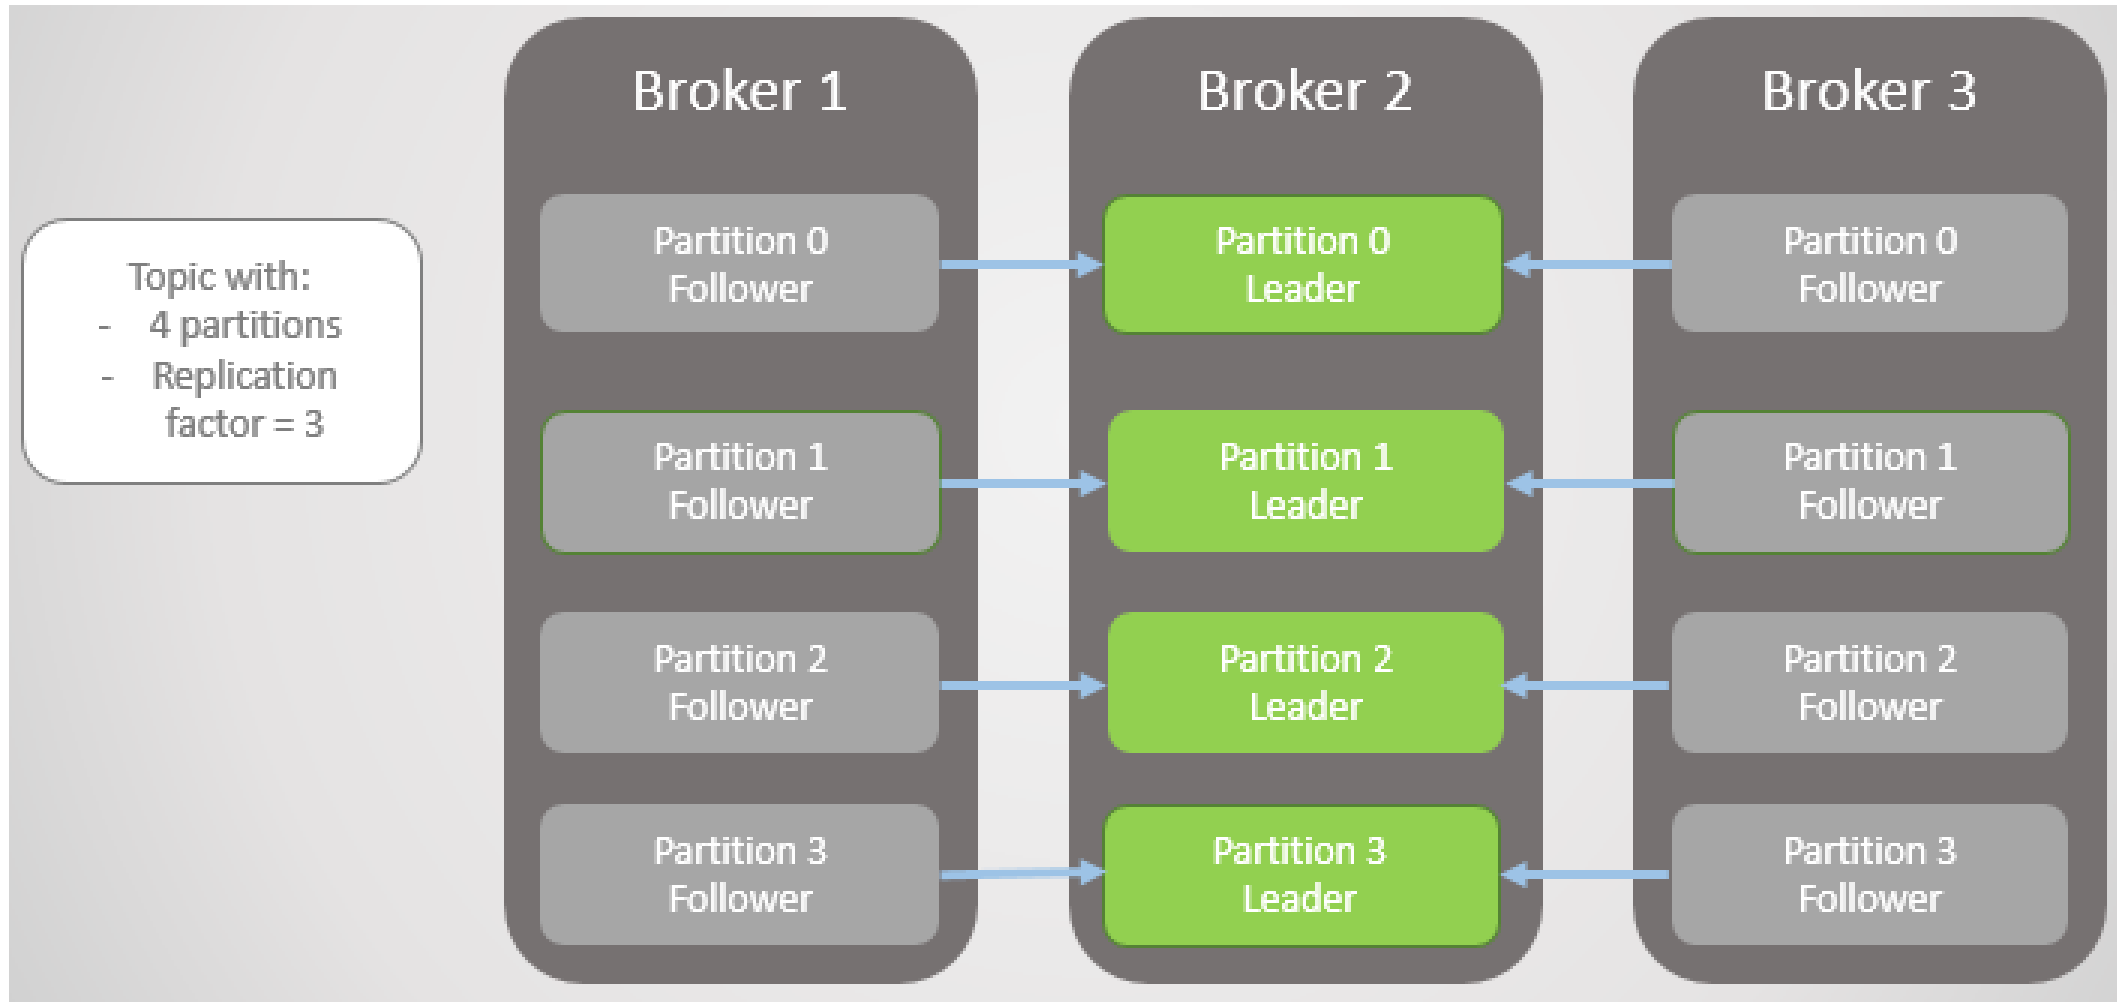 Topic with:
- 4 partitions
- Replication
factor = 3
Broker 1
Partition 0
Follower
Partition 1
Follower
Partition 2
Follower
Partition 3
Follower
Broker 2
Partition 0
Leader
Partition 1
Leader
Partition 2
Leader
Partition 3
Leader
Broker 3
Partition 0
Follower
Partition 1
Follower
Partition 2
Follower
Partition 3
Follower